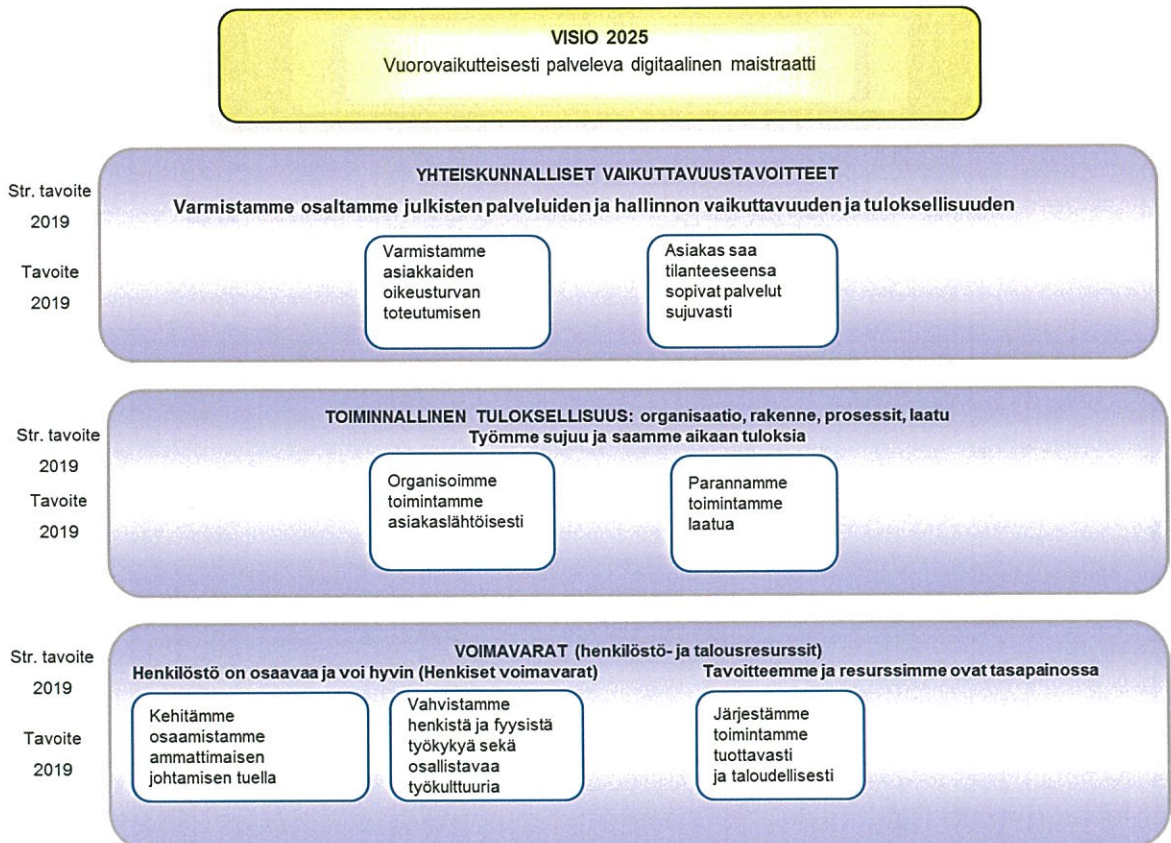 VISIO 2025
Vuorovaikutteisesti palveleva digitaalinen maistraatti
Str. tavoite
2019
Tavoite
2019
YHTEISKUNNALLISET VAIKUTTAVUUSTAVOITTEET
Varmistamme osaltamme julkisten palveluiden ja hallinnon vaikuttavuuden ja tuloksellisuuden
Varmistamme
asiakkaiden
oikeusturvan
toteutumisen
Asiakas saa
tilanteeseensa
sopivat palvelut
sujuvasti
Str. tavoite
2019
Tavoite
2019
TOIMINNALLINEN TULOKSELLISUUS: organisaatio, rakenne, prosessit, laatu
Työmme sujuu ja saamme aikaan tuloksia
Organisoimme
toimintamme
asiakaslähtöisesti
Parannamme
toimintamme
laatua
Str. tavoite
2019
Tavoite
2019
VOIMAVARAT (henkilöstö- ja talousresurssit)
Henkilöstö on osaavaa ja voi hyvin (Henkiset voimavarat)
Tavoitteemme ja resurssimme ovat tasapainossa
Kehitämme
osaamistamme
ammattimaisen
johtamisen tuella
Vahvistamme
henkistä ja fyysistä
työkykyä sekä
osallistavaa
työkulttuuria
Järjestämme
toimintamme
tuottavasti
ja taloudellisesti